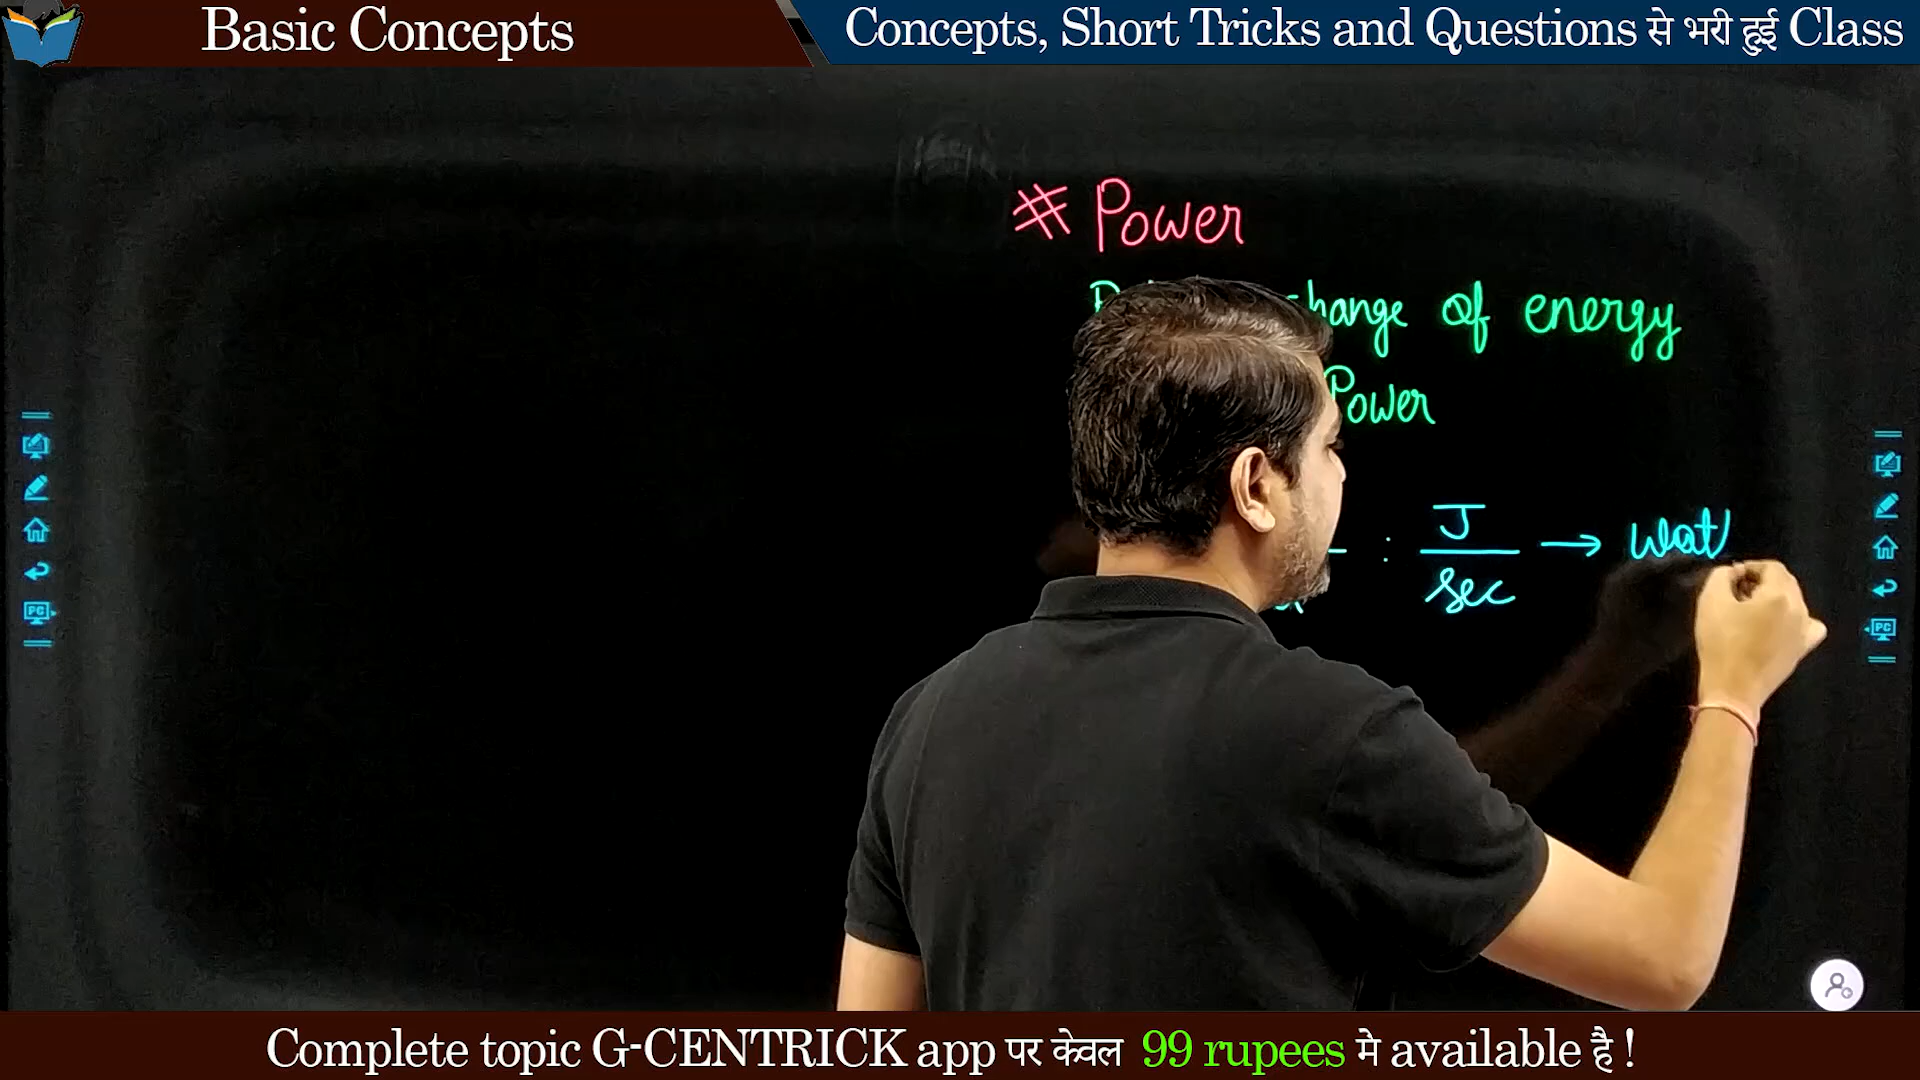 Basic Concepts
Concepts, Short Tricks and Questions से भरी हुई Class
# Power
change of energy
Power
: J
sec
→ Wat
Complete topic G-CENTRICK app पर केवल 99 rupees मे available है !